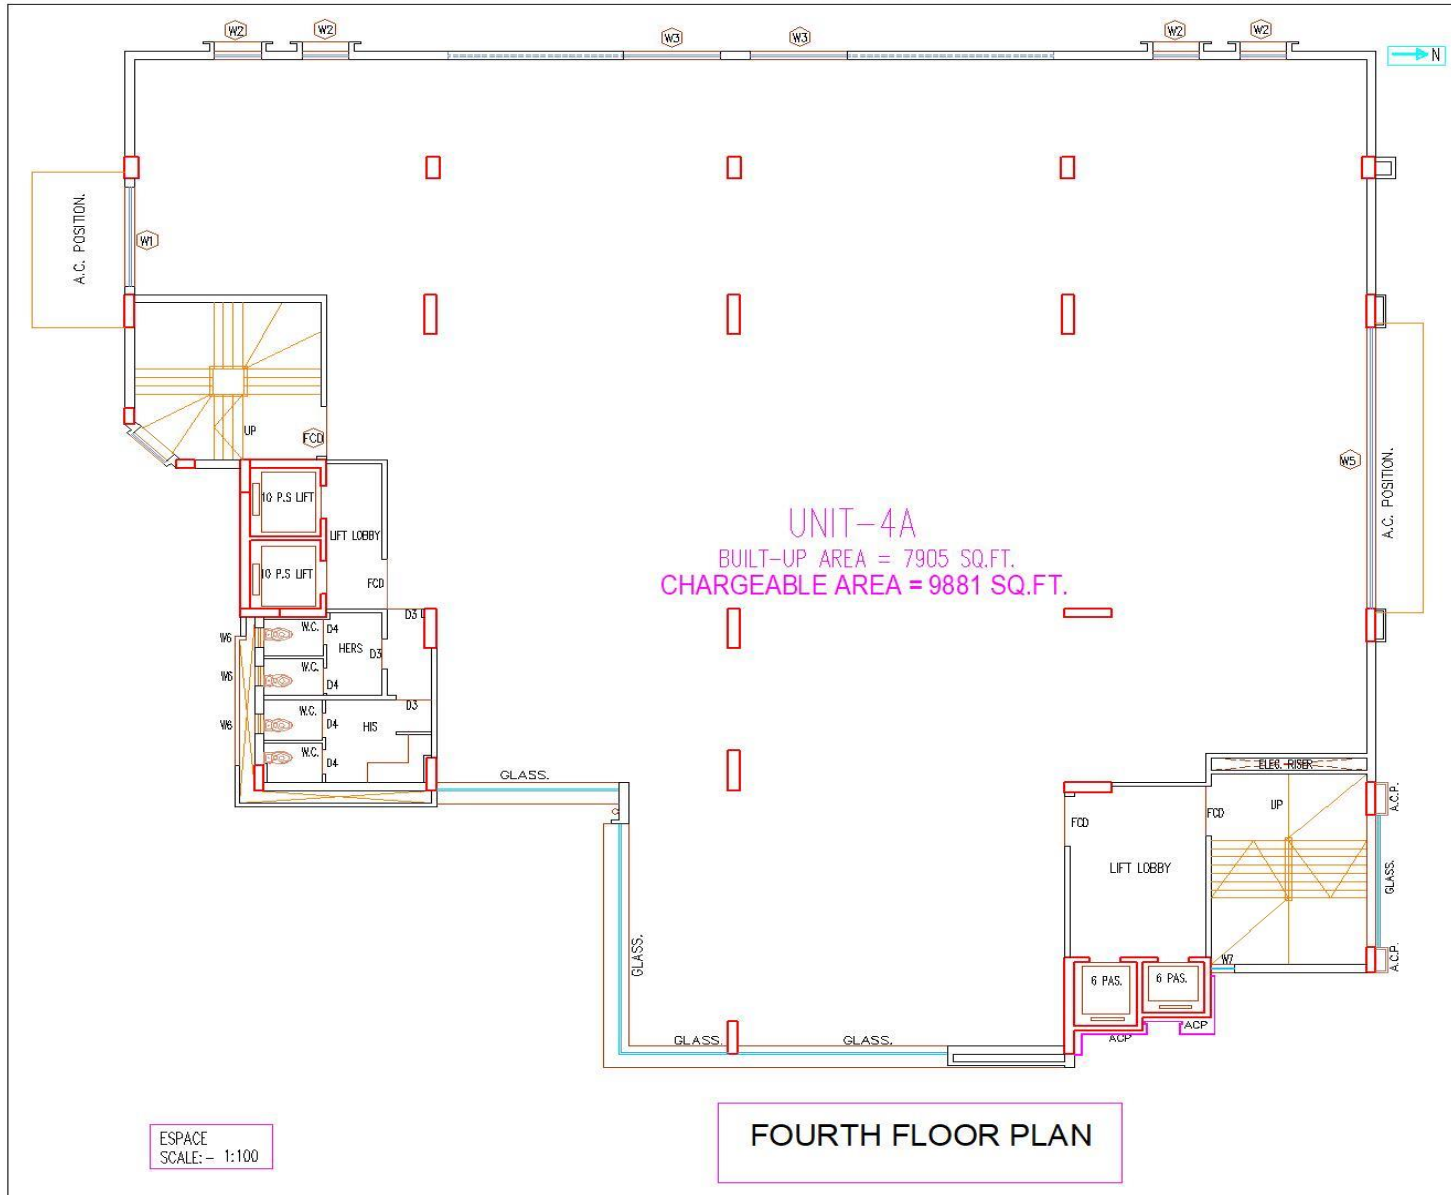 W2
W2
W3
W3
W2
W2
N
A.C. POSITION.
W1
UP
FCD
10 P.S LIFT
LIFT LOBBY
10 P.S LIFT
FCD
W5
A.C. POSITION.
UNIT-4A
BUILT-UP AREA = 7905 SQ.FT.
CHARGEABLE AREA = 9881 SQ.FT.
D3
W6
W.C.
D4
HERS
D3
W6
W.C.
D4
W6
W.C.
D4
HIS
D3
W.C.
D4
GLASS.
ELEC. RISER
FCD
FCD
UP
A.C.P.
LIFT LOBBY
GLASS.
GLASS.
W7
A.C.P.
6 PAS.
6 PAS.
ACP
ACP
GLASS.
GLASS.
ESPACE
SCALE:- 1:100
FOURTH FLOOR PLAN